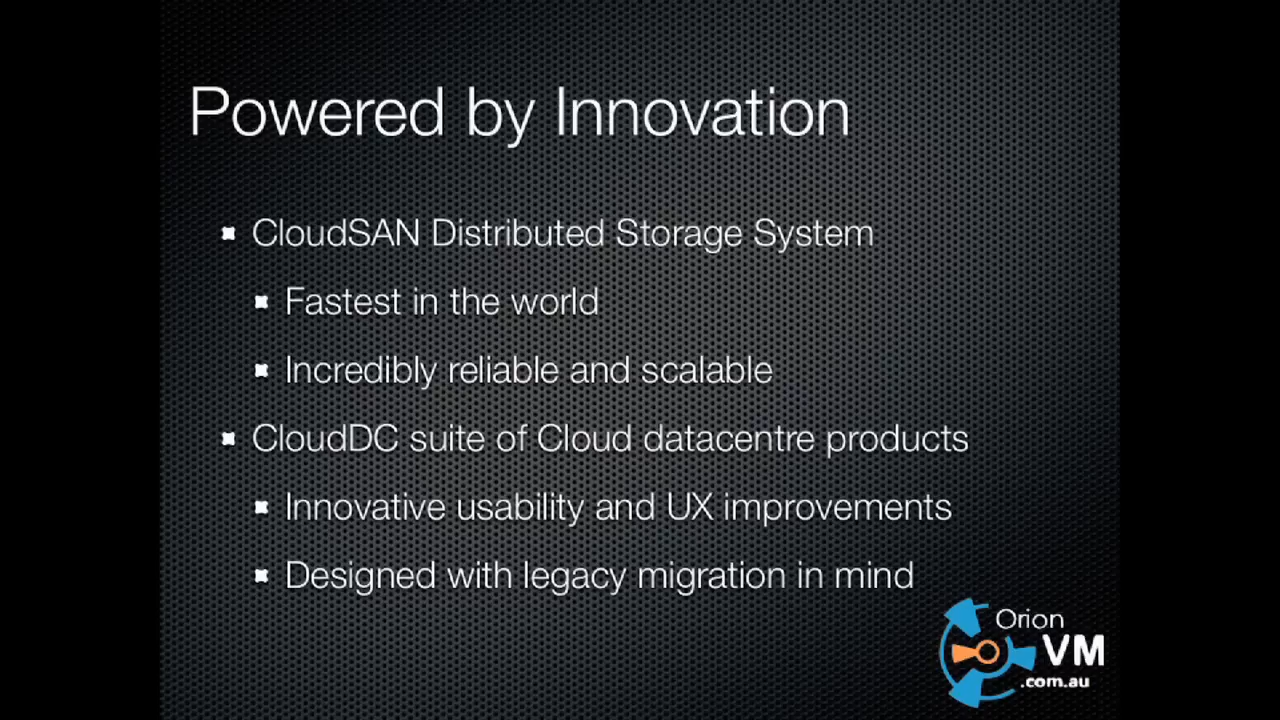 Powered by Innovation
CloudSAN Distributed Storage System
Fastest in the world
Incredibly reliable and scalable
CloudDC suite of Cloud datacentre products
Innovative usability and UX improvements
Designed with legacy migration in mind
Orion
VM
.com.au